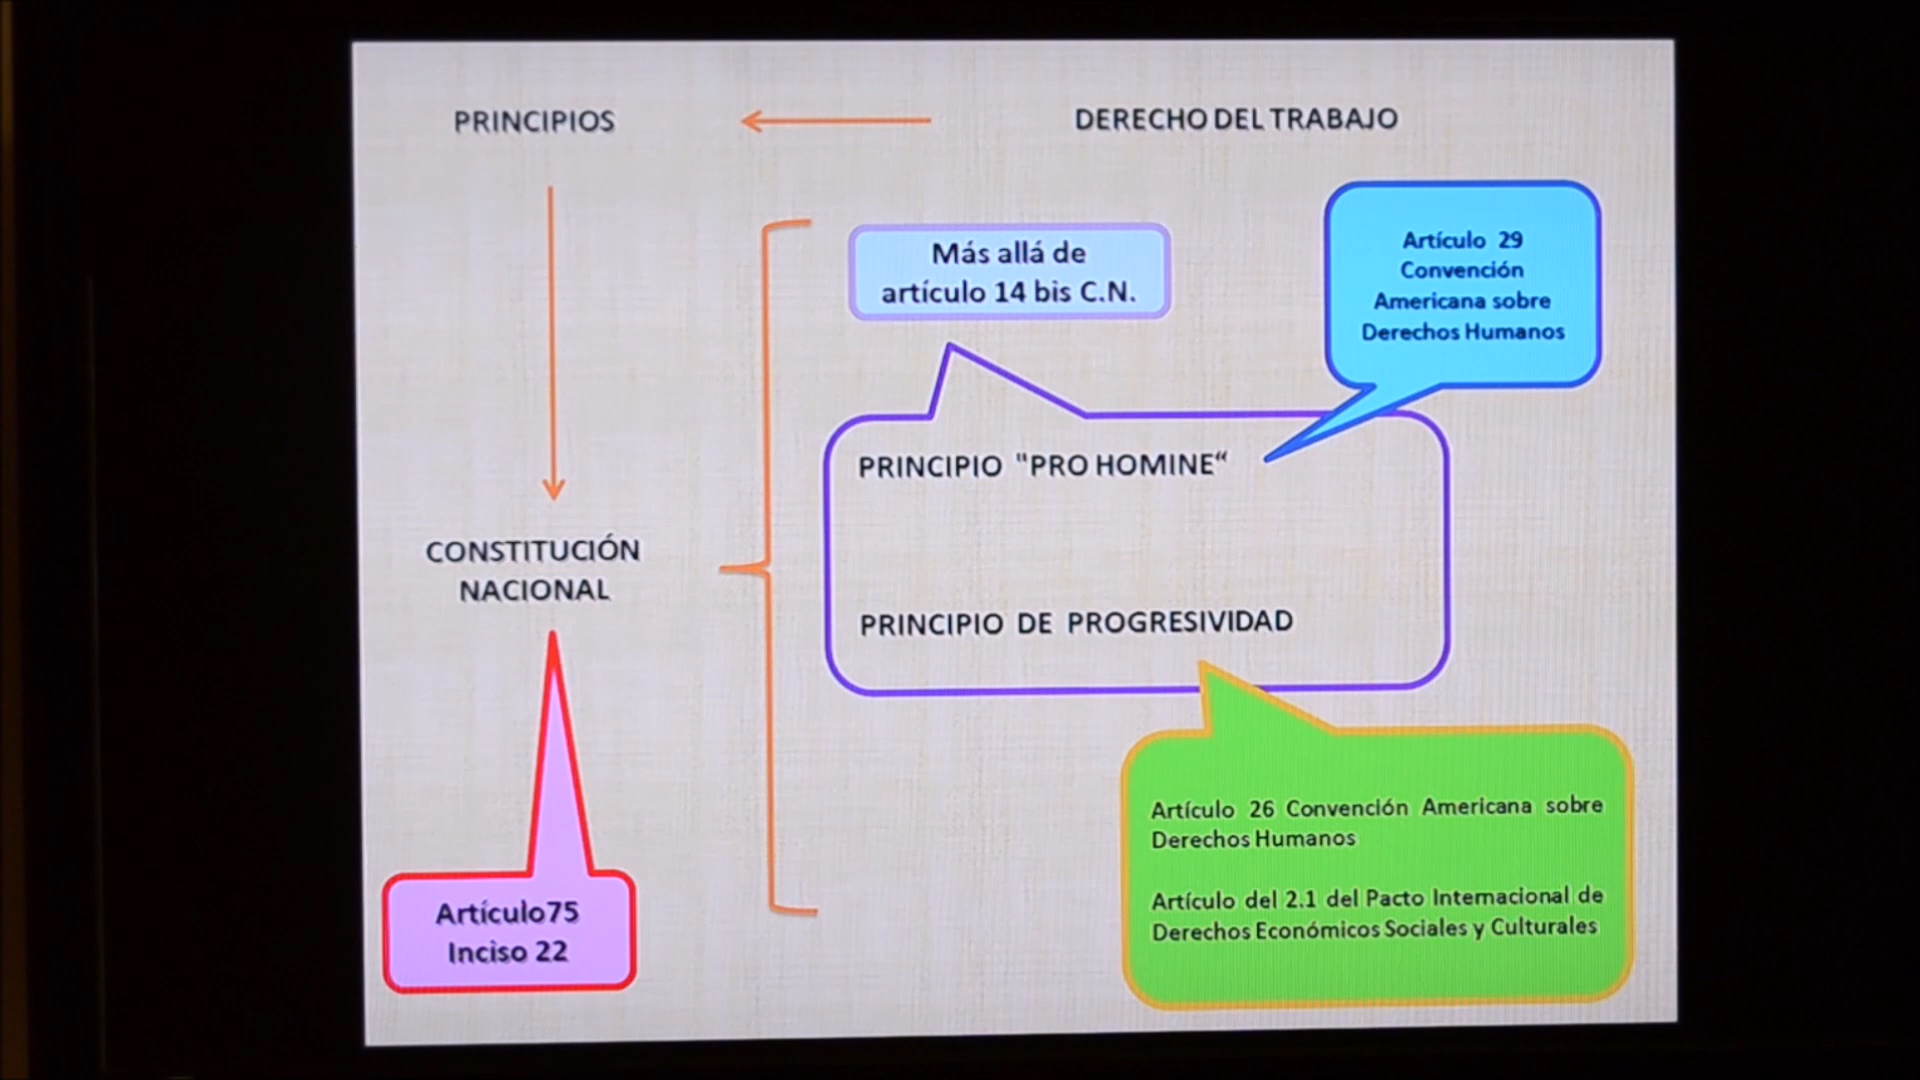 PRINCIPIOS
DERECHO DEL TRABAJO
Más allá de
artículo 14 bis C.N.
Artículo 29
Convención
Americana sobre
Derechos Humanos
PRINCIPIO "PRO HOMINE“
CONSTITUCIÓN
NACIONAL
PRINCIPIO DE PROGRESIVIDAD
Artículo75
Inciso 22
Artículo 26 Convención Americana sobre
Derechos Humanos
Artículo del 2.1 del Pacto Internacional de
Derechos Económicos Sociales y Culturales